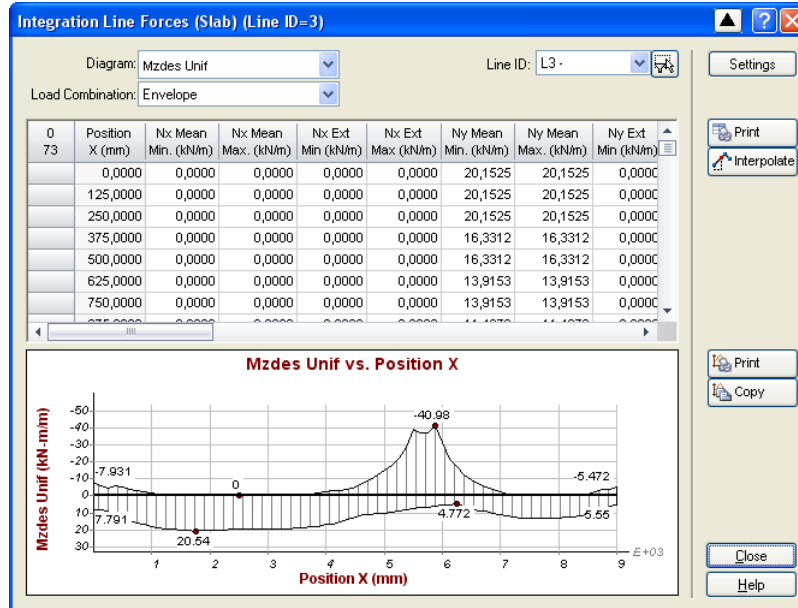 Integration Line Forces (Slab) (Line ID=3)
Diagram: Mzdes Unif
Line ID: L3 -
Settings
Load Combination: Envelope
0 73 Position X (mm) Nx Mean Min. (kN/m) Nx Mean Max. (kN/m) Nx Ext Min (kN/m) Nx Ext Max (kN/m) Ny Mean Min. (kN/m) Ny Mean Max. (kN/m) Ny Ext Min (kN/m)
0,0000 0,0000 0,0000 0,0000 0,0000 20,1525 20,1525 0,0000
125,0000 0,0000 0,0000 0,0000 0,0000 20,1525 20,1525 0,0000
250,0000 0,0000 0,0000 0,0000 0,0000 20,1525 20,1525 0,0000
375,0000 0,0000 0,0000 0,0000 0,0000 16,3312 16,3312 0,0000
500,0000 0,0000 0,0000 0,0000 0,0000 16,3312 16,3312 0,0000
625,0000 0,0000 0,0000 0,0000 0,0000 13,9153 13,9153 0,0000
750,0000 0,0000 0,0000 0,0000 0,0000 13,9153 13,9153 0,0000
Print
Interpolate
Mzdes Unif vs. Position X
Mzdes Unif (kN-m/m)
-50
-40
-30
-20
-10
0
10
20
30
-7.931
7.791
20.54
0
-40.98
4.772
-5.472
-5.55
1 2 3 4 5 6 7 8 9
E+03
Position X (mm)
Print
Copy
Close
Help